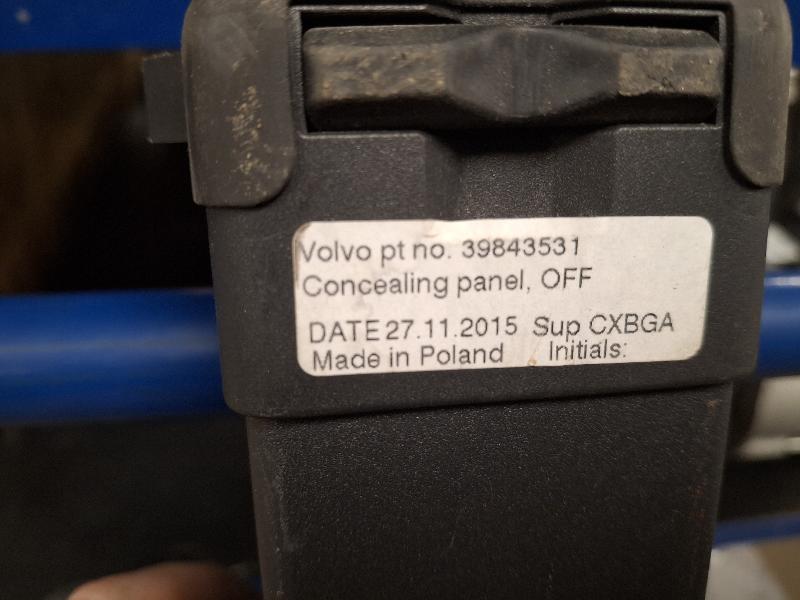 Volvo pt no. 39843531
Concealing panel, OFF
DATE 27.11.2015 Sup CXBGA
Made in Poland Initials: